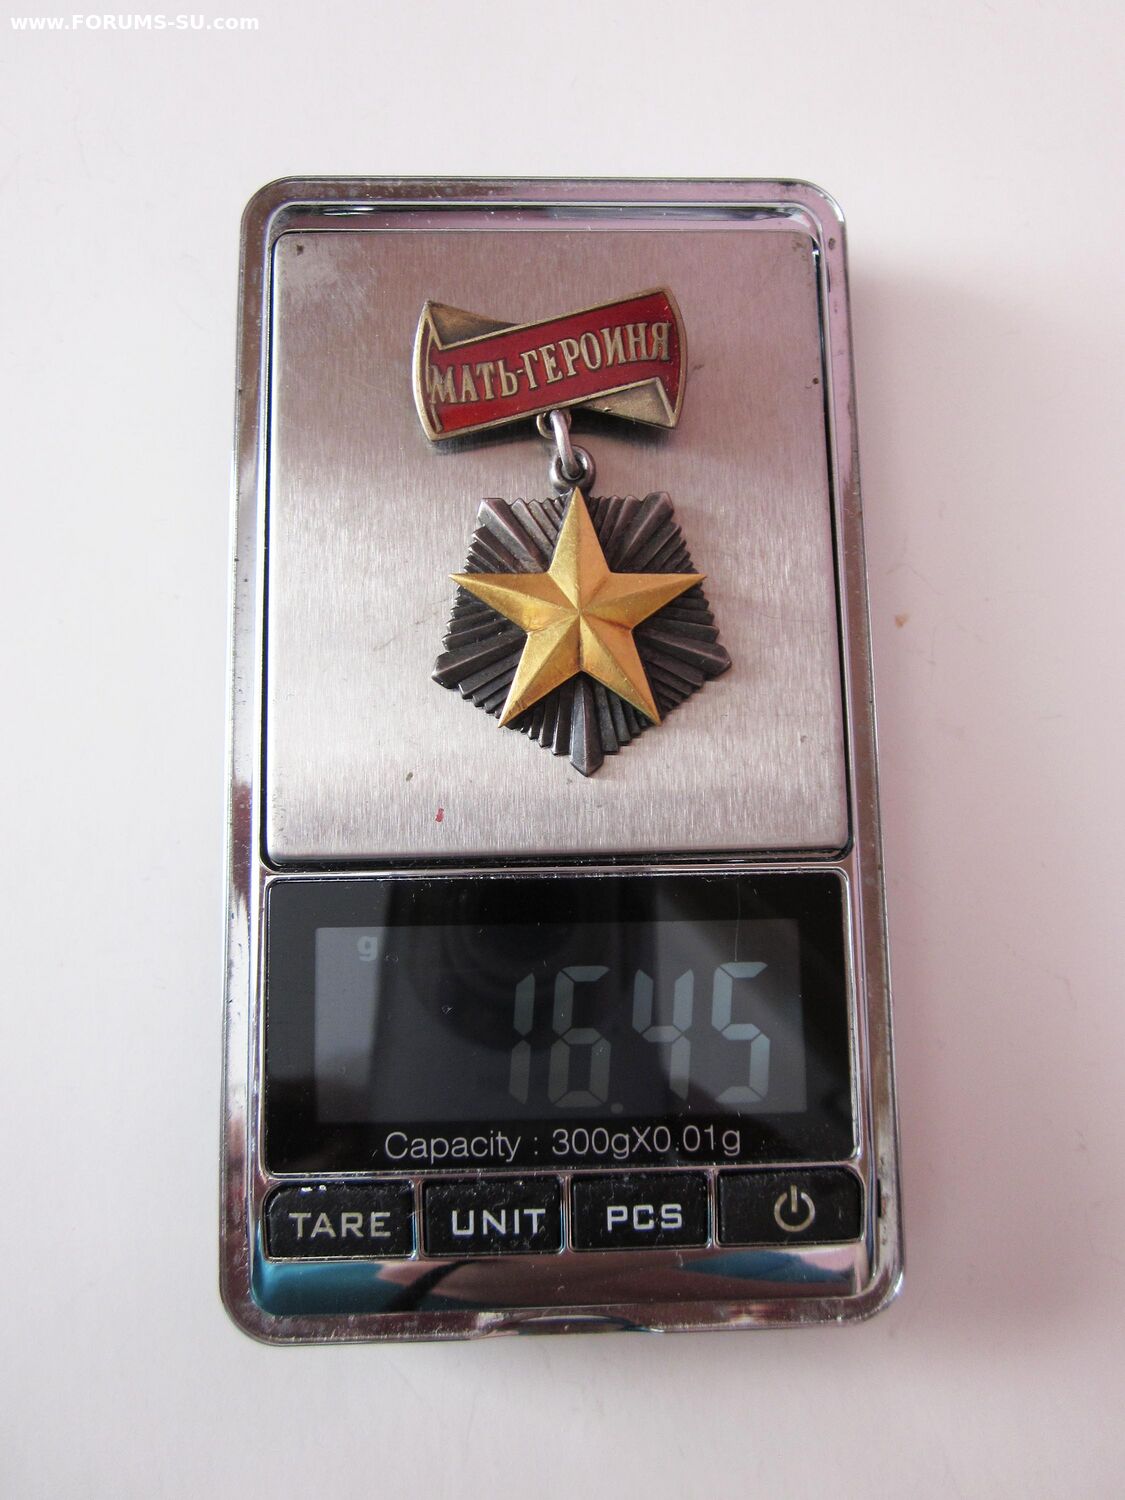 www.FORUMS-SU.com
МАТЬ-ГЕРОИНЯ
g
16.45
Capacity : 300gX0.01g
TARE UNIT PCS